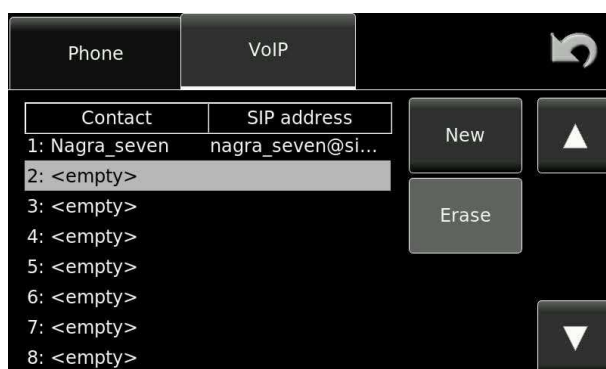 Phone VoIP
Contact SIP address
New
1: Nagra_seven nagra_seven@si...
2: <empty>
3: <empty>
Erase
4: <empty>
5: <empty>
6: <empty>
7: <empty>
8: <empty>